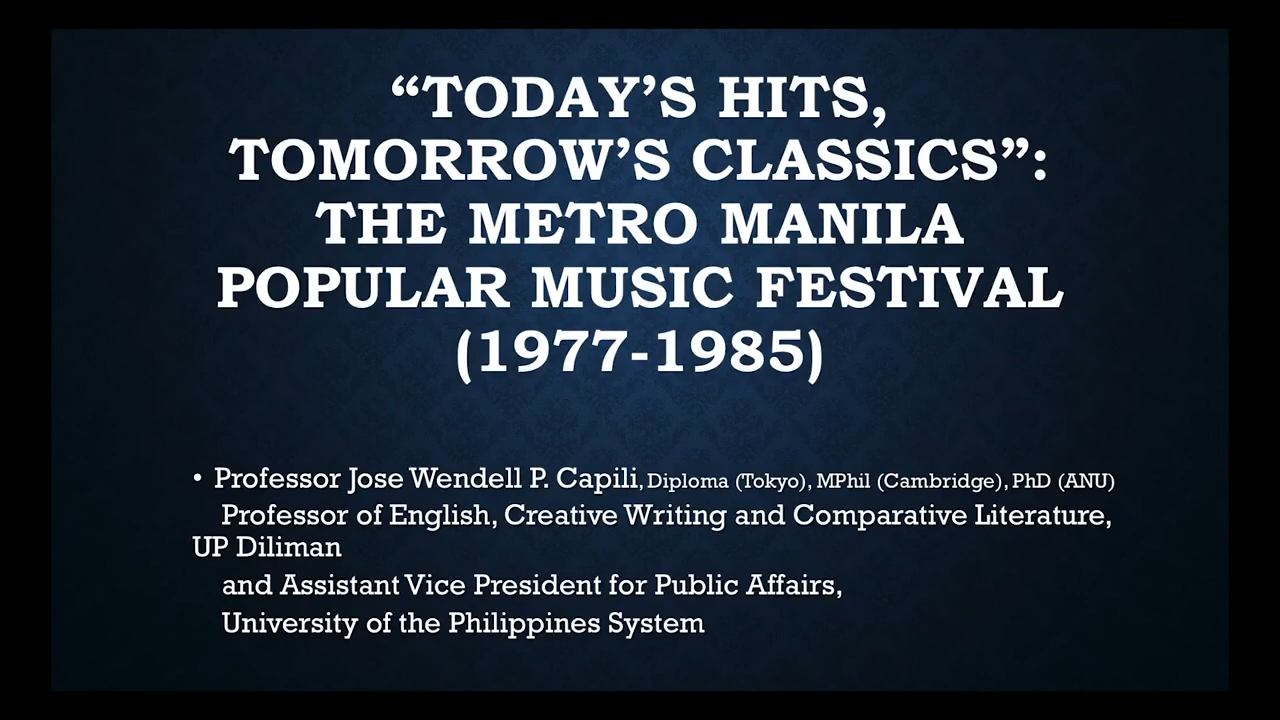 “TODAY’S HITS,
TOMORROW’S CLASSICS”:
THE METRO MANILA
POPULAR MUSIC FESTIVAL
(1977-1985)
• Professor Jose Wendell P. Capili, Diploma (Tokyo), MPhil (Cambridge), PhD (ANU)
Professor of English, Creative Writing and Comparative Literature,
UP Diliman
and Assistant Vice President for Public Affairs,
University of the Philippines System